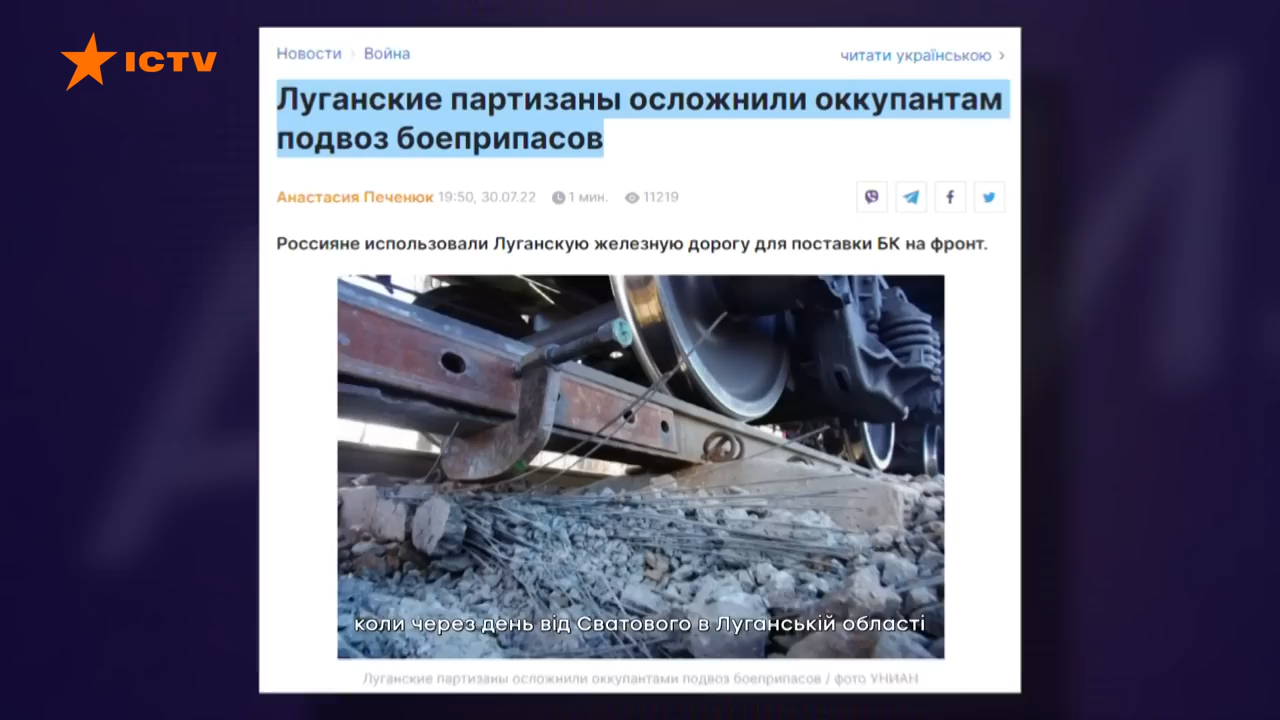 ICTV
Новости › Война
читати українською ›
Луганские партизаны осложнили оккупантам
подвоз боеприпасов
Анастасия Печенюк 19:50, 30.07.22 1 мин. 11219
Россияне использовали Луганскую железную дорогу для поставки БК на фронт.
коли через день від Сватового в Луганській області
Луганские партизаны осложнили оккупантами подвоз боеприпасов / фото УНИАН